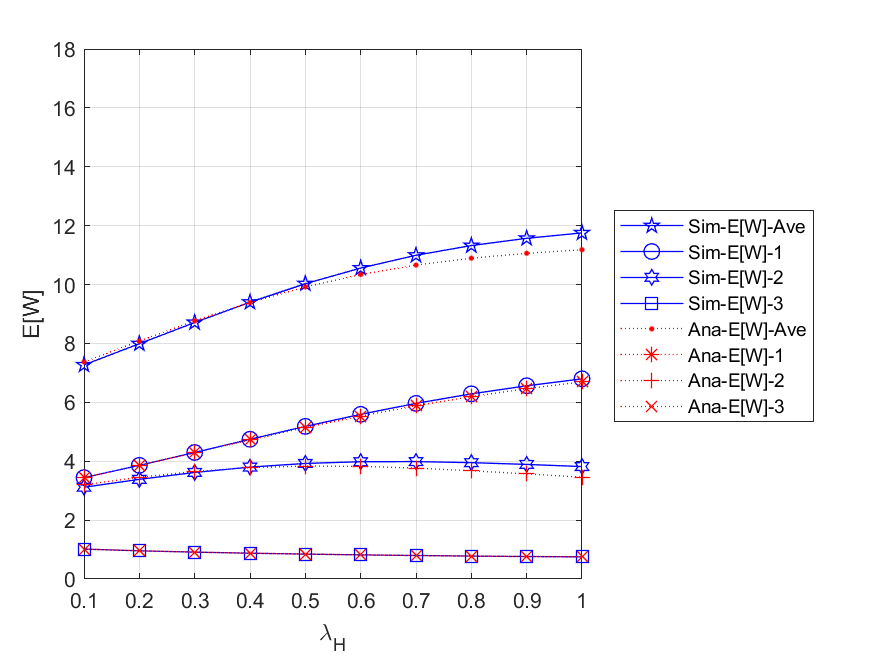 18
16
14
12
10
8
6
4
2
0
E[W]
0.1 0.2 0.3 0.4 0.5 0.6 0.7 0.8 0.9 1
λH
Sim-E[W]-Ave
Sim-E[W]-1
Sim-E[W]-2
Sim-E[W]-3
Ana-E[W]-Ave
Ana-E[W]-1
Ana-E[W]-2
Ana-E[W]-3